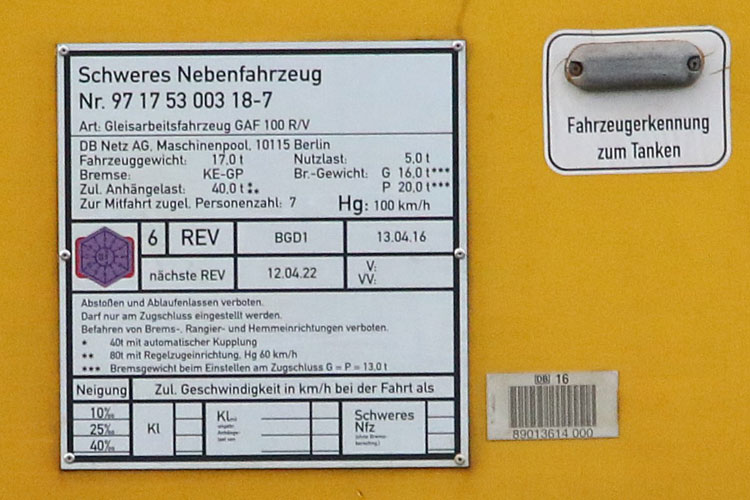 Schweres Nebenfahrzeug
Nr. 97 17 53 003 18-7
Art: Gleisarbeitsfahrzeug GAF 100 R/V
DB Netz AG, Maschinenpool, 10115 Berlin
Fahrzeuggewicht: 17,0 t Nutzlast: 5,0 t
Bremse: KE-GP Br.-Gewicht: G 16,0 t***
Zul. Anhängelast: 40,0 t *:** P 20,0 t***
Zur Mitfahrt zugel. Personenzahl: 7 Hg: 100 km/h
6 REV BGD1 13.04.16
nächste REV 12.04.22 V:
VV:
Abstoßen und Ablaufenlassen verboten.
Darf nur am Zugschluss eingestellt werden.
Befahren von Brems-, Rangier- und Hemmeinrichtungen verboten.
* 40t mit automatischer Kupplung
** 80t mit Regelzugeinrichtung, Hg 60 km/h
*** Bremsgewicht beim Einstellen am Zugschluss G = P = 13,0 t
Neigung Zul. Geschwindigkeit in km/h bei der Fahrt als
10‰
25‰
40‰
Kl
Kl
Schweres
Nfz
Fahrzeugerkennung
zum Tanken
DB 16
89013614 000